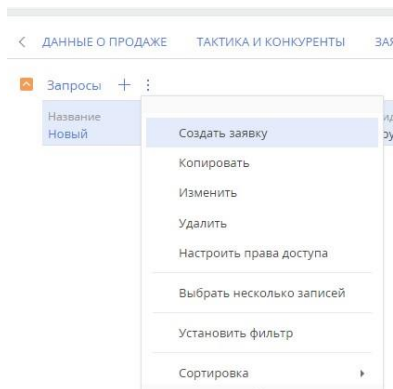 ДАННЫЕ О ПРОДАЖЕ ТАКТИКА И КОНКУРЕНТЫ
Запросы
Название
Новый
Создать заявку
Копировать
Изменить
Удалить
Настроить права доступа
Выбрать несколько записей
Установить фильтр
Сортировка